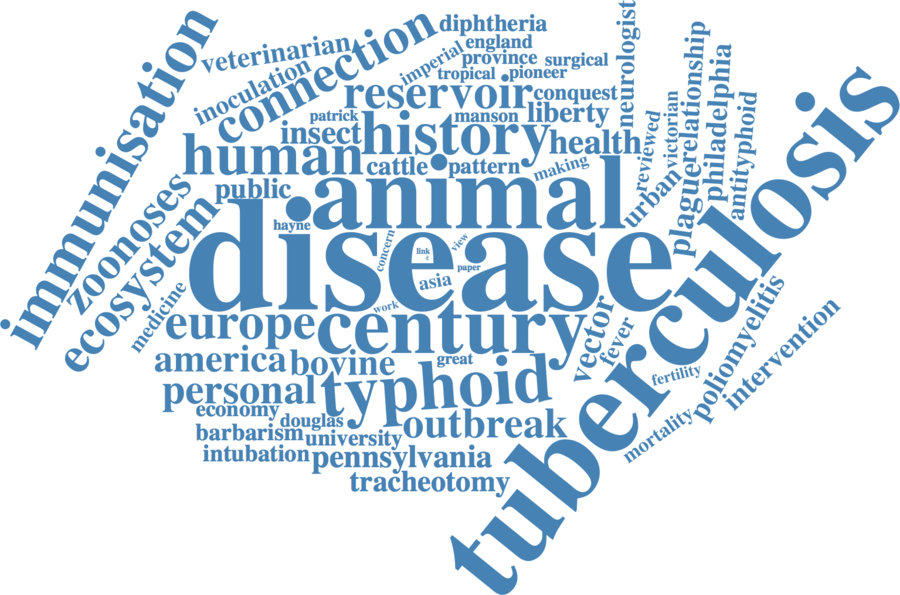 immunisation
veterinarian
diphtheria
england
imperial
province
surgical
neurologist
inoculation
connection
tropical
pioneer
reservoir
conquest
patrick
manson
liberty
insect
history
health
reviewed
victorian
plague
relationship
philadelphia
antityphoid
human
cattle
pattern
making
urban
zoonoses
public
animal
tuberculosis
ecosystem
hayne
disease
concern
link
view
paper
asia
medicine
work
europe
century
vector
fever
america
bovine
great
fertility
poliomyelitis
intervention
personal
typhoid
economy
douglas
outbreak
mortality
barbarism
university
intubation
pennsylvania
tracheotomy